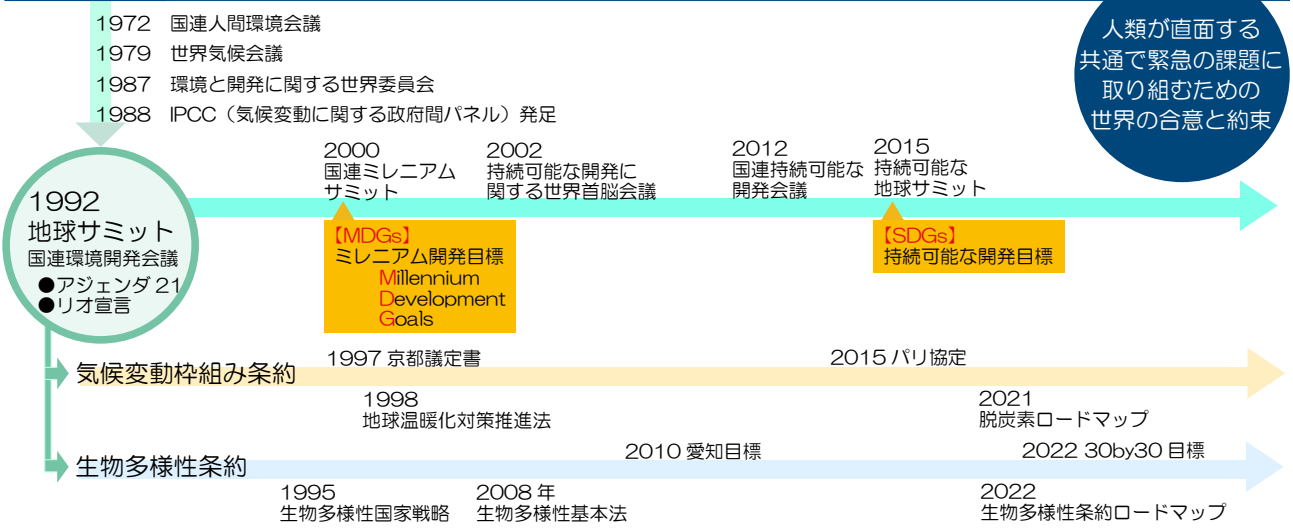 1972 国連人間環境会議
1979 世界気候会議
1987 環境と開発に関する世界委員会
1988 IPCC（気候変動に関する政府間パネル）発足
人類が直面する
共通で緊急の課題に
取り組むための
世界の合意と約束
1992
地球サミット
国連環境開発会議
●アジェンダ 21
●リオ宣言
2000
国連ミレニアム
サミット
2002
持続可能な開発に
関する世界首脳会議
2012
国連持続可能な
開発会議
2015
持続可能な
地球サミット
【MDGs】
ミレニアム開発目標
Millennium
Development
Goals
【SDGs】
持続可能な開発目標
気候変動枠組み条約
1997 京都議定書
2015 パリ協定
1998
地球温暖化対策推進法
2021
脱炭素ロードマップ
生物多様性条約
2010 愛知目標
2022 30by30 目標
1995
生物多様性国家戦略
2008 年
生物多様性基本法
2022
生物多様性条約ロードマップ